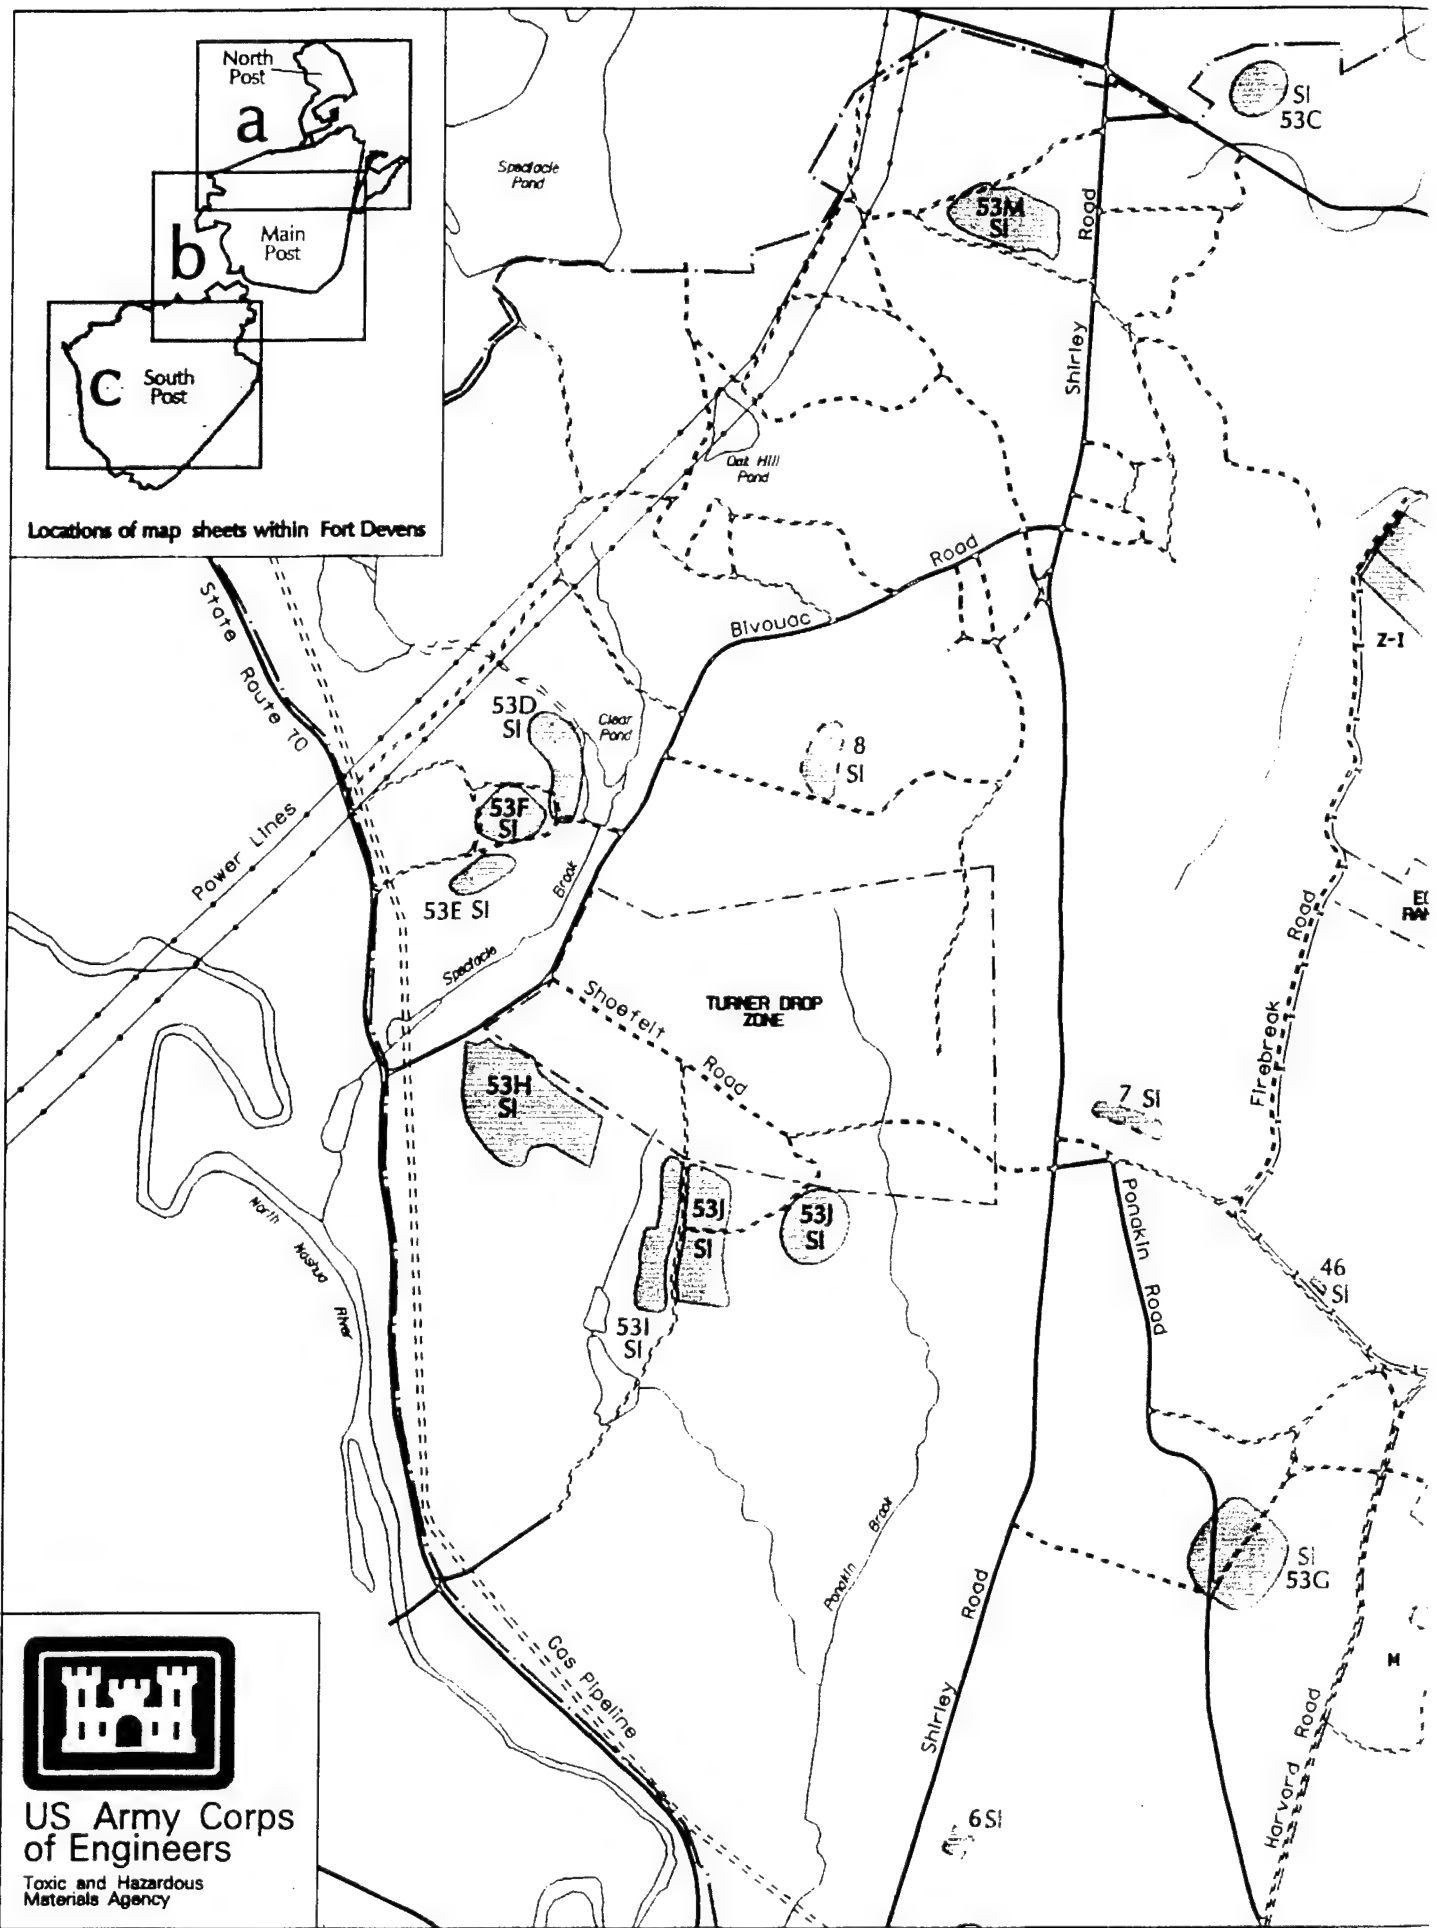 North
Post
a
b
Main
Post
C
South
Post
Locations of map sheets within Fort Devens
Spectacle
Pond
SI
53C
53M
SI
Road
Shirley
Oak Hill
Pond
Road
Bivouac
Z-I
State Route 70
53D
SI
Clear
Pond
8
SI
53F
SI
Power Lines
53E SI
Brook
Spectacle
Road
Firebreak
Shoefelt
Road
TURNER DROP
ZONE
53H
SI
7 SI
53J
SI
53J
SI
Ponakin
Road
North
Nashua
River
46
SI
53I
SI
Brook
Ponakin
SI
53G
Road
Shirley
Gas Pipeline
M
Road
Harvard
6 SI
US Army Corps
of Engineers
Toxic and Hazardous
Materials Agency